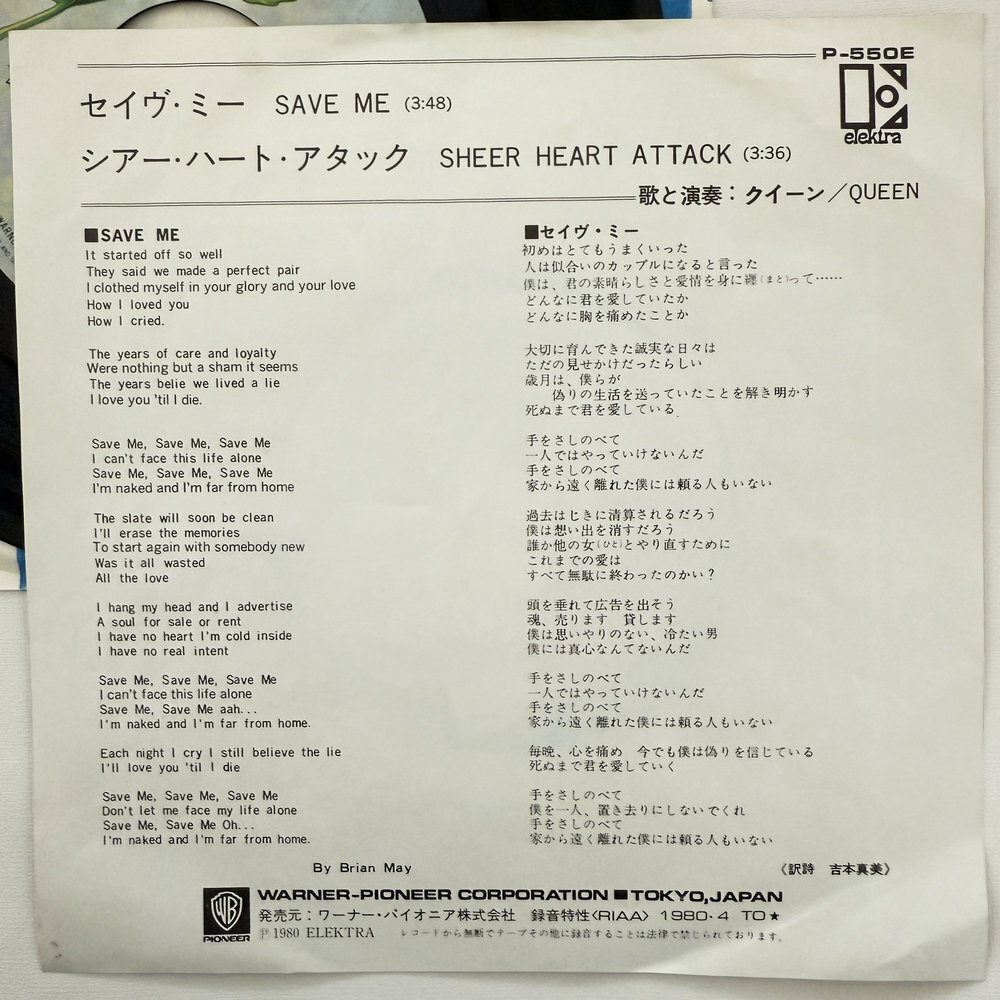 P-550E
elektra
セイヴ・ミー SAVE ME (3:48)
シアー・ハート・アタック SHEER HEART ATTACK (3:36)
歌と演奏：クイーン／QUEEN
■SAVE ME
It started off so well
They said we made a perfect pair
I clothed myself in your glory and your love
How I loved you
How I cried.
The years of care and loyalty
Were nothing but a sham it seems
The years belie we lived a lie
I love you 'til I die.
Save Me, Save Me, Save Me
I can't face this life alone
Save Me, Save Me, Save Me
I'm naked and I'm far from home
The slate will soon be clean
I'll erase the memories
To start again with somebody new
Was it all wasted
All the love
I hang my head and I advertise
A soul for sale or rent
I have no heart I'm cold inside
I have no real intent
Save Me, Save Me, Save Me
I can't face this life alone
Save Me, Save Me aah...
I'm naked and I'm far from home.
Each night I cry I still believe the lie
I'll love you 'til I die
Save Me, Save Me, Save Me
Don't let me face my life alone
Save Me, Save Me Oh...
I'm naked and I'm far from home.
By Brian May
■セイヴ・ミー
初めはとてもうまくいった
人は似合いのカップルになると言った
僕は、君の素晴らしさと愛情を身に纏(まと)って……
どんなに君を愛していたか
どんなに胸を痛めたことか
大切に育んできた誠実な日々は
ただの見せかけだったらしい
歳月は、僕らが
偽りの生活を送っていたことを解き明かす
死ぬまで君を愛している.
手をさしのべて
一人ではやっていけないんだ
手をさしのべて
家から遠く離れた僕には頼る人もいない
過去はじきに清算されるだろう
僕は想い出を消すだろう
誰か他の女(ひと)とやり直すために
これまでの愛は
すべて無駄に終わったのかい？
頭を垂れて広告を出そう
魂、売ります 貸します
僕は思いやりのない、冷たい男
僕には真心なんてないんだ
手をさしのべて
一人ではやっていけないんだ
手をさしのべて
家から遠く離れた僕には頼る人もいない
毎晩、心を痛め 今でも僕は偽りを信じている
死ぬまで君を愛していく
手をさしのべて
僕を一人、置き去りにしないでくれ
手をさしのべて
家から遠く離れた僕には頼る人もいない
《訳詩 吉本真美》
WB PIONEER
WARNER-PIONEER CORPORATION ■ TOKYO, JAPAN
発売元：ワーナー・パイオニア株式会社 録音特性〈RIAA〉1980・4 TO★
Ⓟ1980 ELEKTRA レコードから無断でテープその他に録音することは法律で禁じられております。